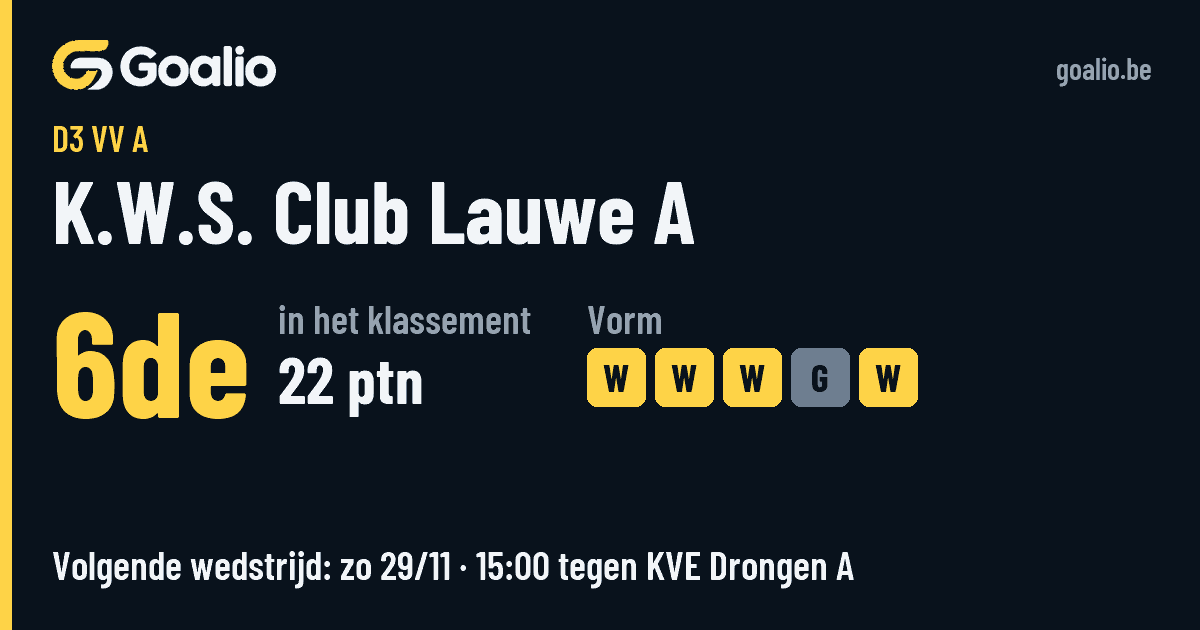 Goalio
goalio.be
D3 VV A
K.W.S. Club Lauwe A
6de
in het klassement
22 ptn
Vorm
W W W G W
Volgende wedstrijd: zo 29/11 · 15:00 tegen KVE Drongen A